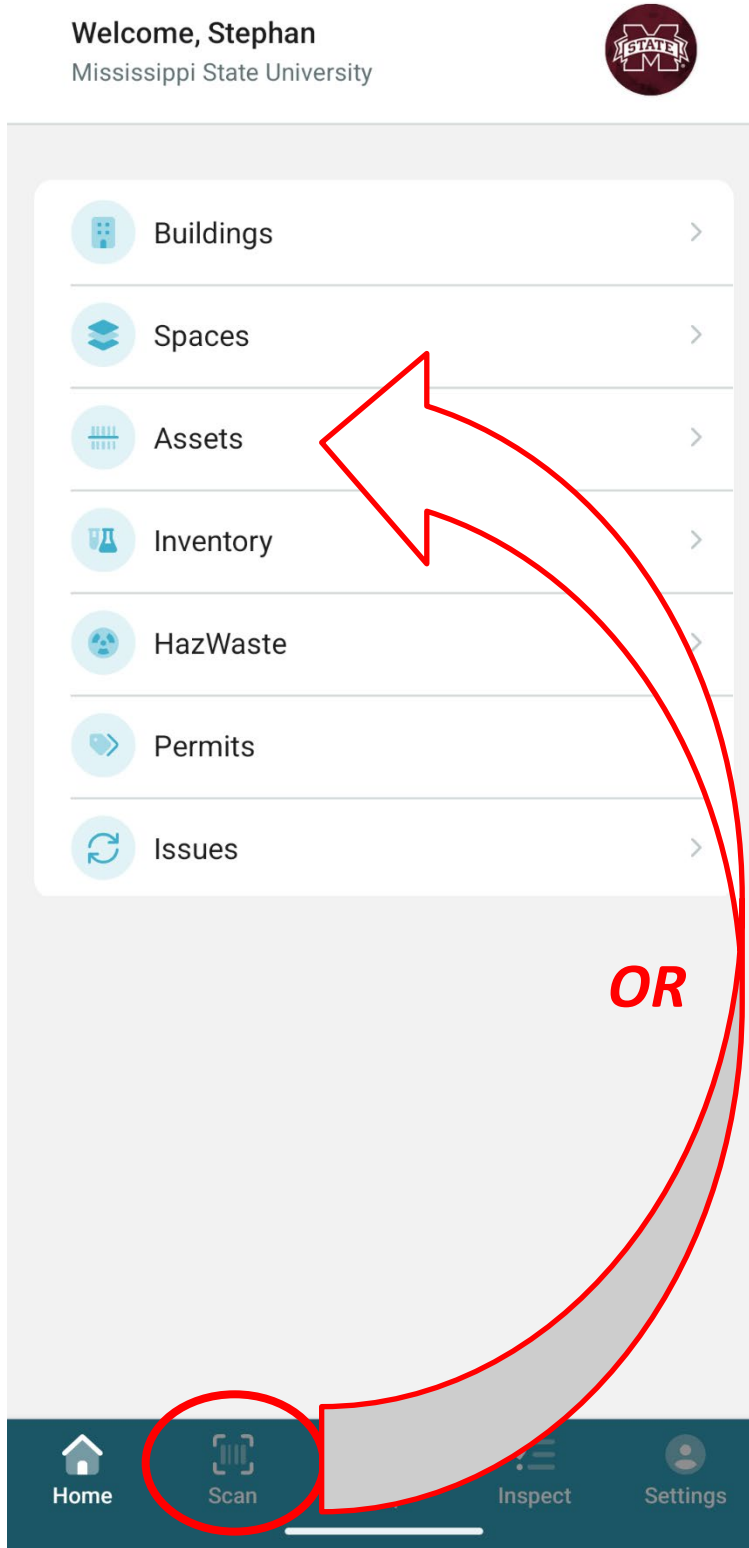 Welcome, Stephan
Mississippi State University
STATE
Buildings
Spaces
Assets
Inventory
HazWaste
Permits
Issues
OR
Home
Scan
Inspect
Settings